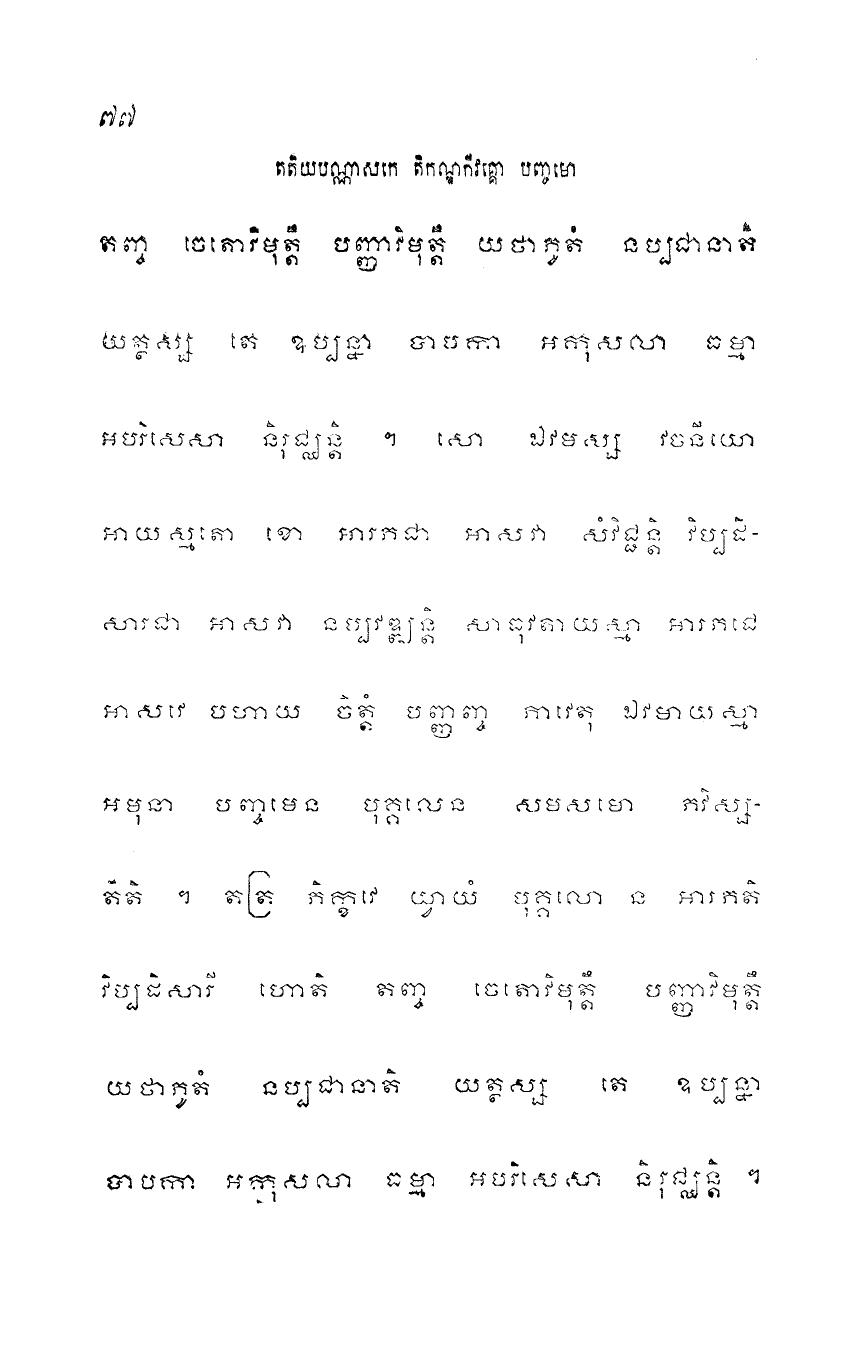 ៧៧
តតិយបណ្ណាសកេ តិកណ្ឌកីវគ្គោ បញ្ចមោ
តញ្ច ចេតោវិមុត្តឹ បញ្ញាវិមុត្តឹ យថាភូតំ នប្បជានាតិ
យត្ថស្ស តេ ឧប្បន្នា បាបកា អកុសលា ធម្មា
អបរិសេសា និរុជ្ឈន្តិ ។ សោ ឯវមស្ស វចនីយោ
អាយស្មតោ ខោ អារភជា អាសវា សំវិជ្ជន្តិ វិប្បដិ-
សារជា អាសវា នប្បវឌ្ឍន្តិ សាធុវតាយស្មា អារភជេ
អាសវេ បហាយ ចិត្តំ បញ្ញញ្ច ភាវេតុ ឯវមាយស្មា
អមុនា បញ្ចមេន បុគ្គលេន សមសមោ ភវិស្ស-
តីតិ ។ តត្រ ភិក្ខវេ យ្វាយំ បុគ្គលោ ន អារភតិ
វិប្បដិសារី ហោតិ តញ្ច ចេតោវិមុត្តឹ បញ្ញាវិមុត្តឹ
យថាភូតំ នប្បជានាតិ យត្ថស្ស តេ ឧប្បន្នា
បាបកា អកុសលា ធម្មា អបរិសេសា និរុជ្ឈន្តិ ។